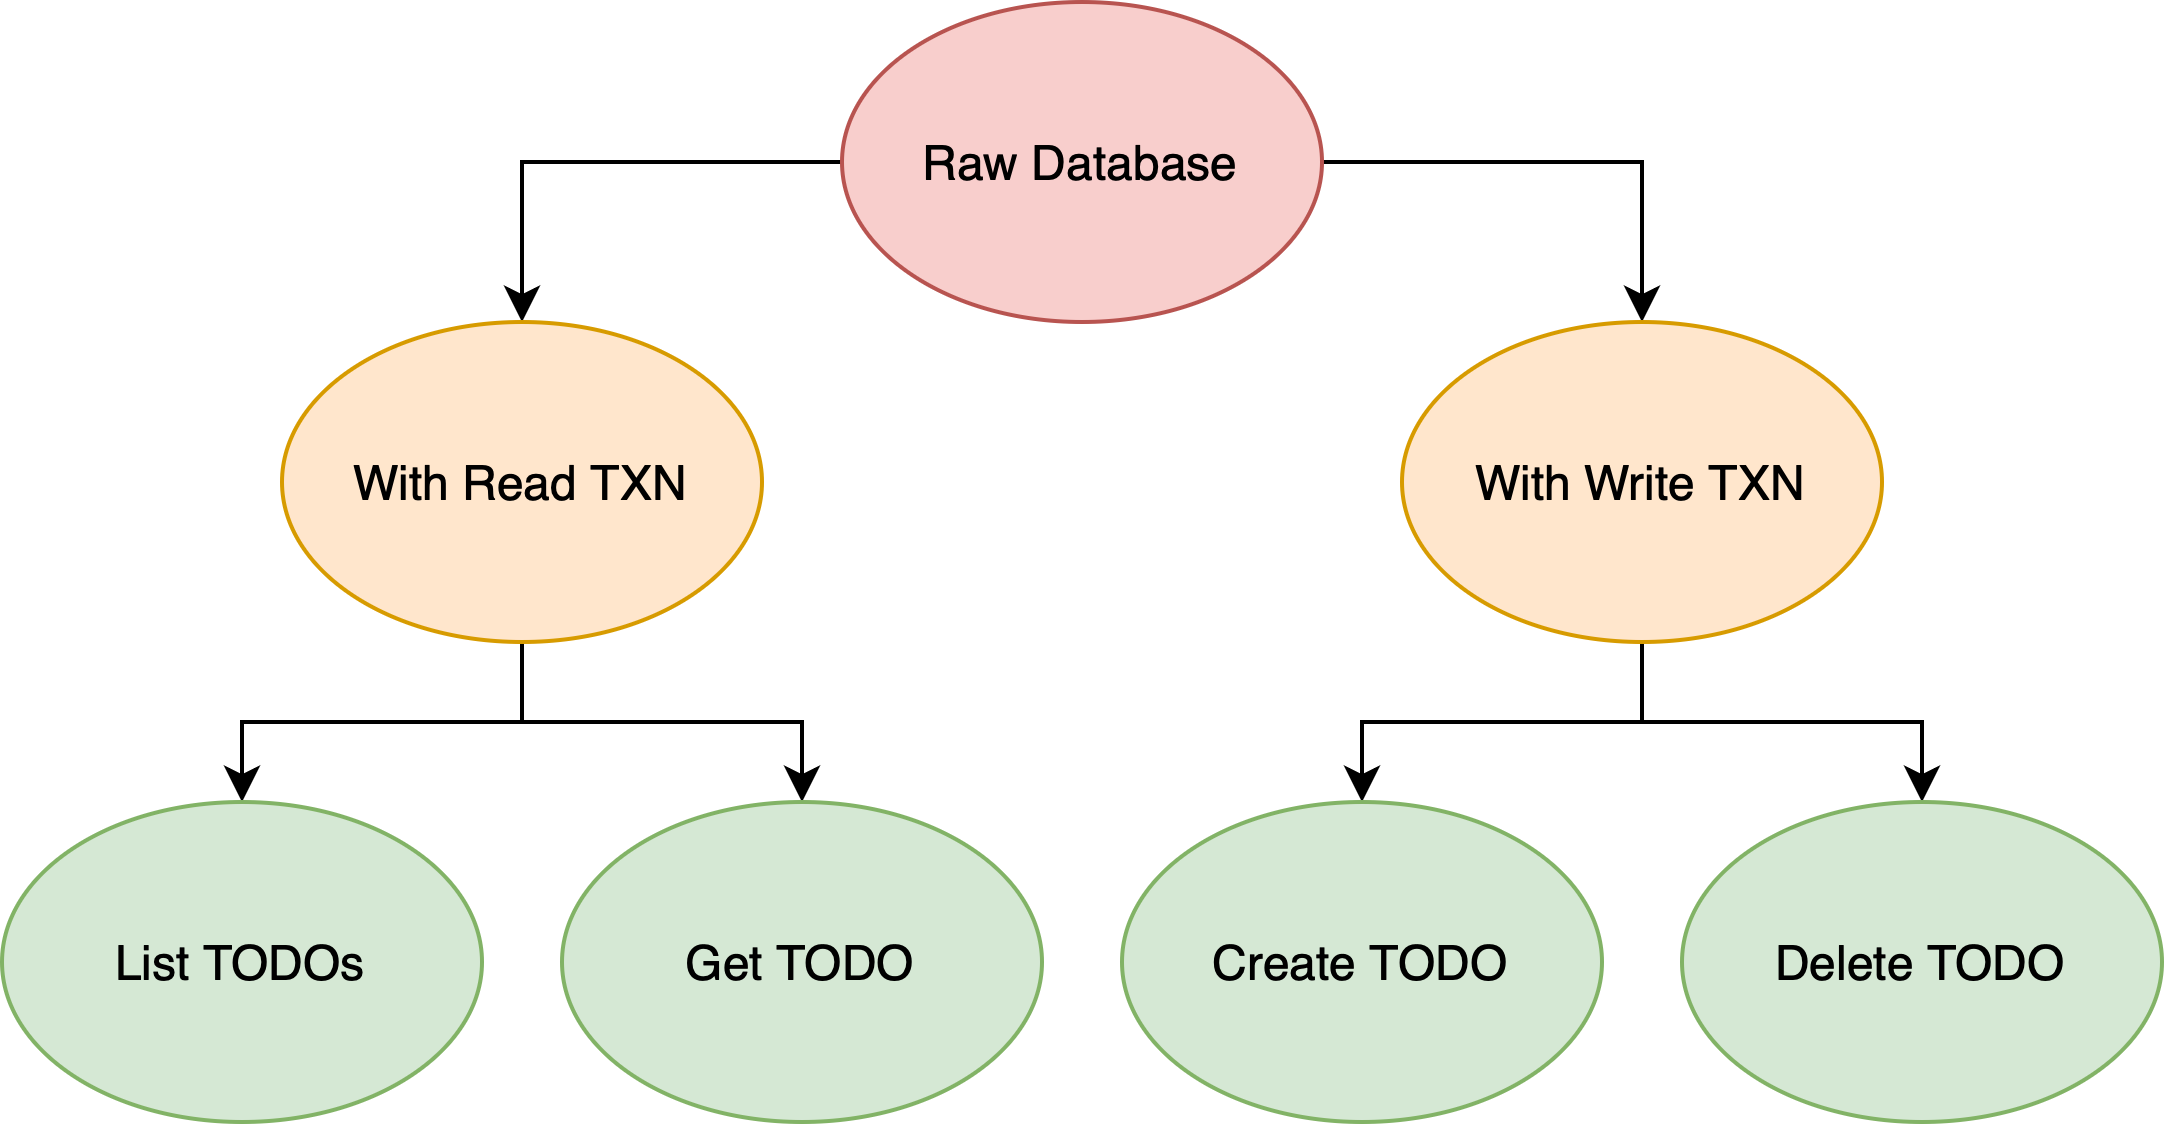 Raw Database
With Read TXN
With Write TXN
List TODOs
Get TODO
Create TODO
Delete TODO